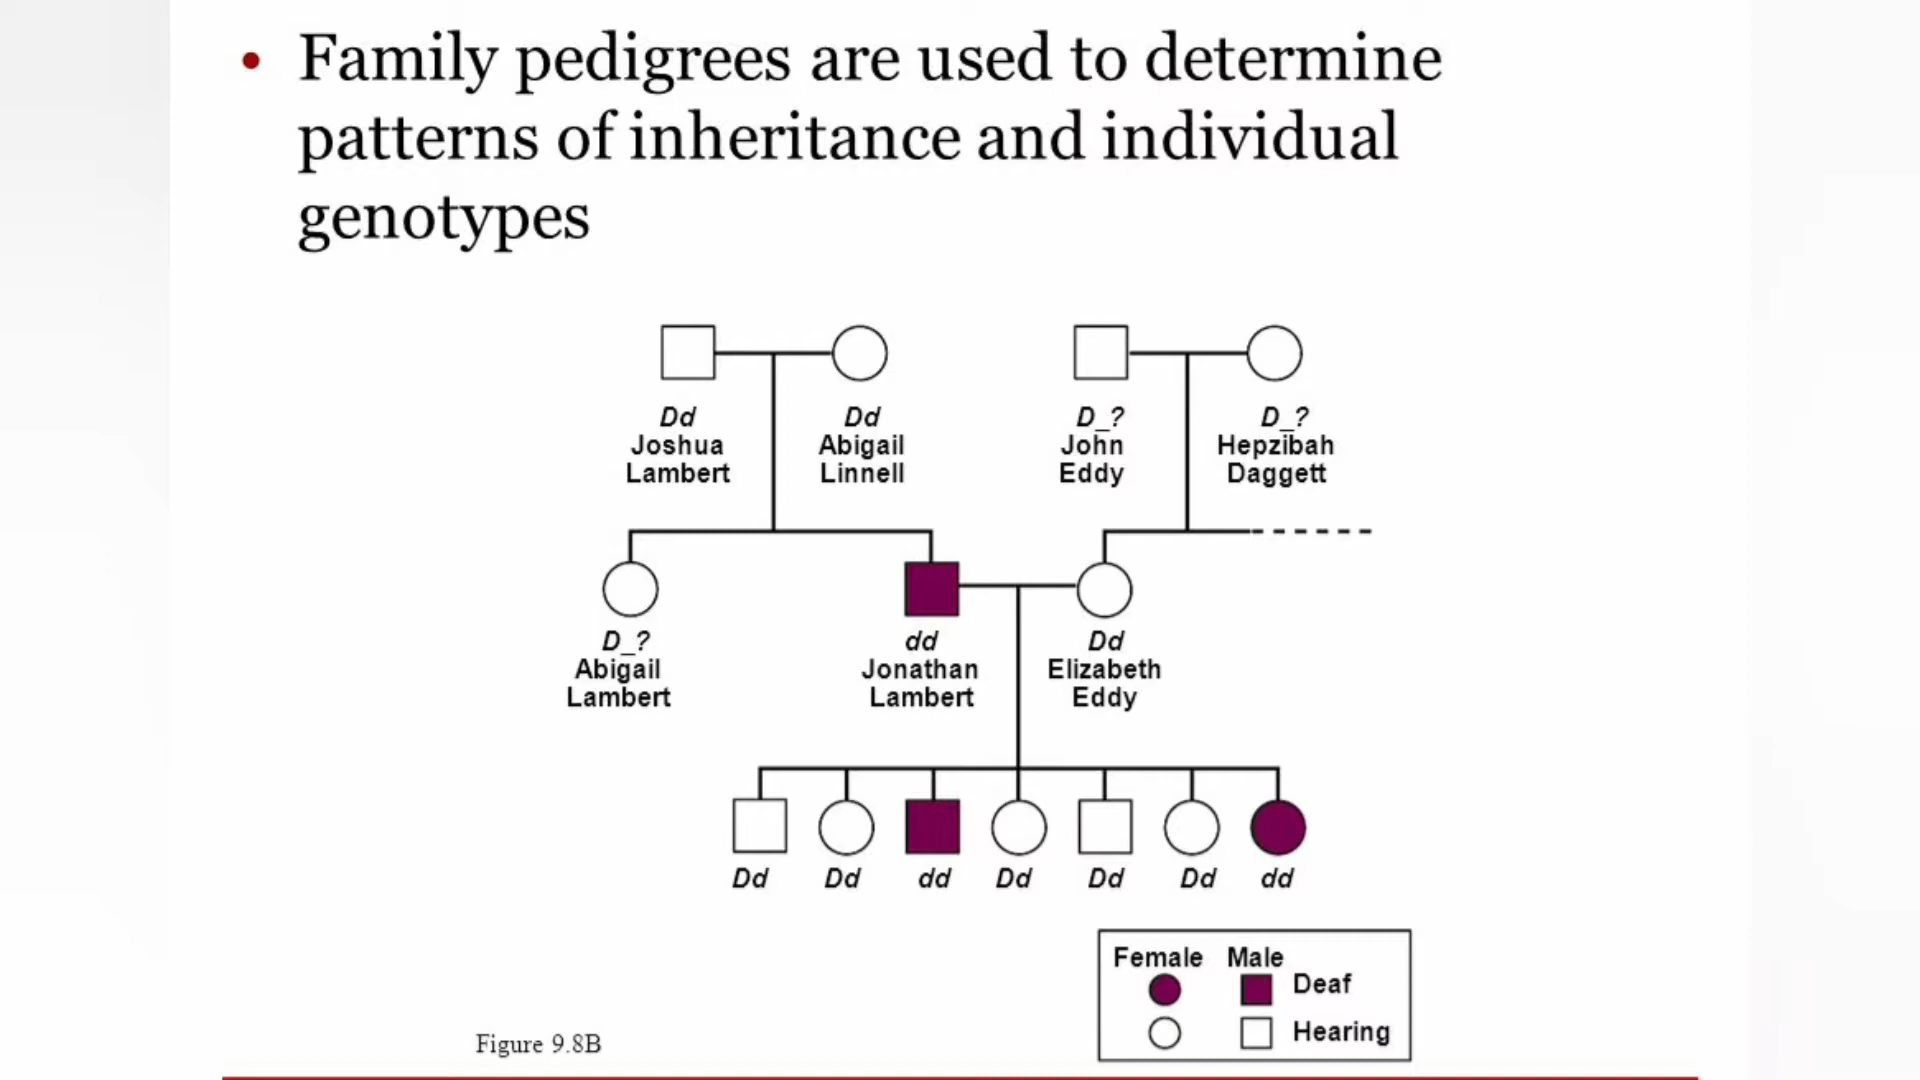 • Family pedigrees are used to determine
patterns of inheritance and individual
genotypes
Dd Dd D_? D_?
Joshua Abigail John Hepzibah
Lambert Linnell Eddy Daggett
D_? dd Dd
Abigail Jonathan Elizabeth
Lambert Lambert Eddy
Dd Dd dd Dd Dd Dd dd
Female Male
Deaf
Hearing
Figure 9.8B